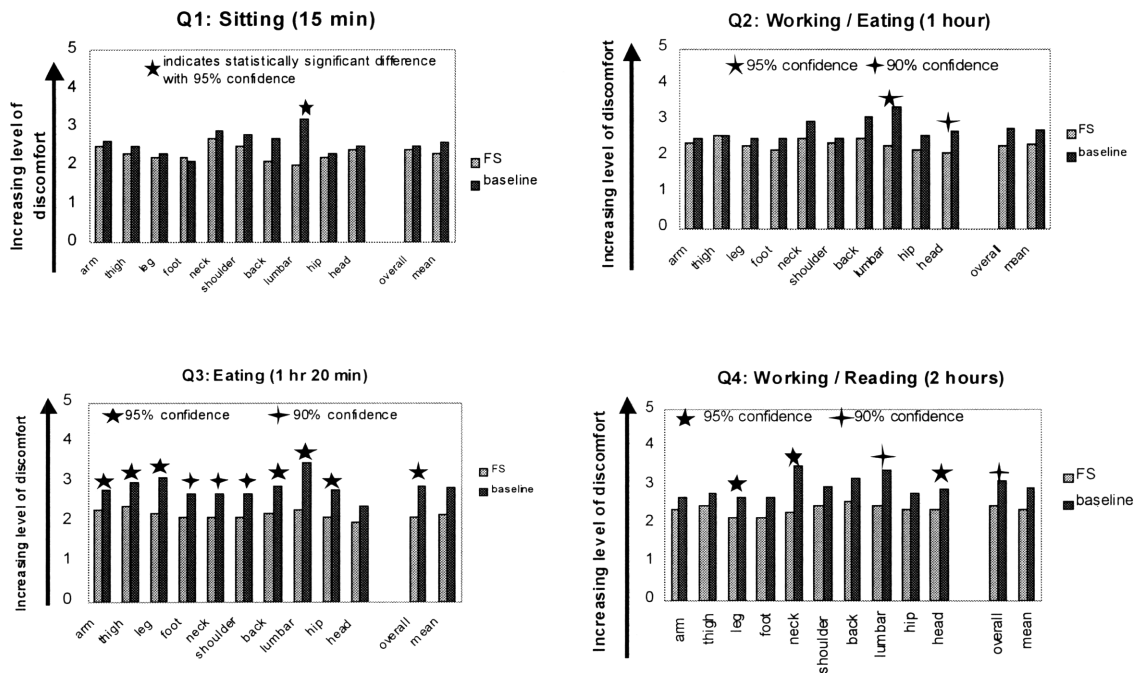 Q1: Sitting (15 min)
Increasing level of
discomfort
5
4
3
2
1
0
indicates statistically significant difference
with 95% confidence
FS
baseline
arm
thigh
leg
foot
neck
shoulder
back
lumbar
hip
head
overall
mean
Q2: Working / Eating (1 hour)
Increasing level of discomfort
5
4
3
2
1
0
95% confidence
90% confidence
FS
baseline
arm
thigh
leg
foot
neck
shoulder
back
lumbar
hip
head
overall
mean
Q3: Eating (1 hr 20 min)
Increasing level of discomfort
5
4
3
2
1
0
95% confidence
90% confidence
FS
baseline
arm
thigh
leg
foot
neck
shoulder
back
lumbar
hip
head
overall
mean
Q4: Working / Reading (2 hours)
Increasing level of discomfort
5
4
3
2
1
0
95% confidence
90% confidence
FS
baseline
arm
thigh
leg
foot
neck
shoulder
back
lumbar
hip
head
overall
mean